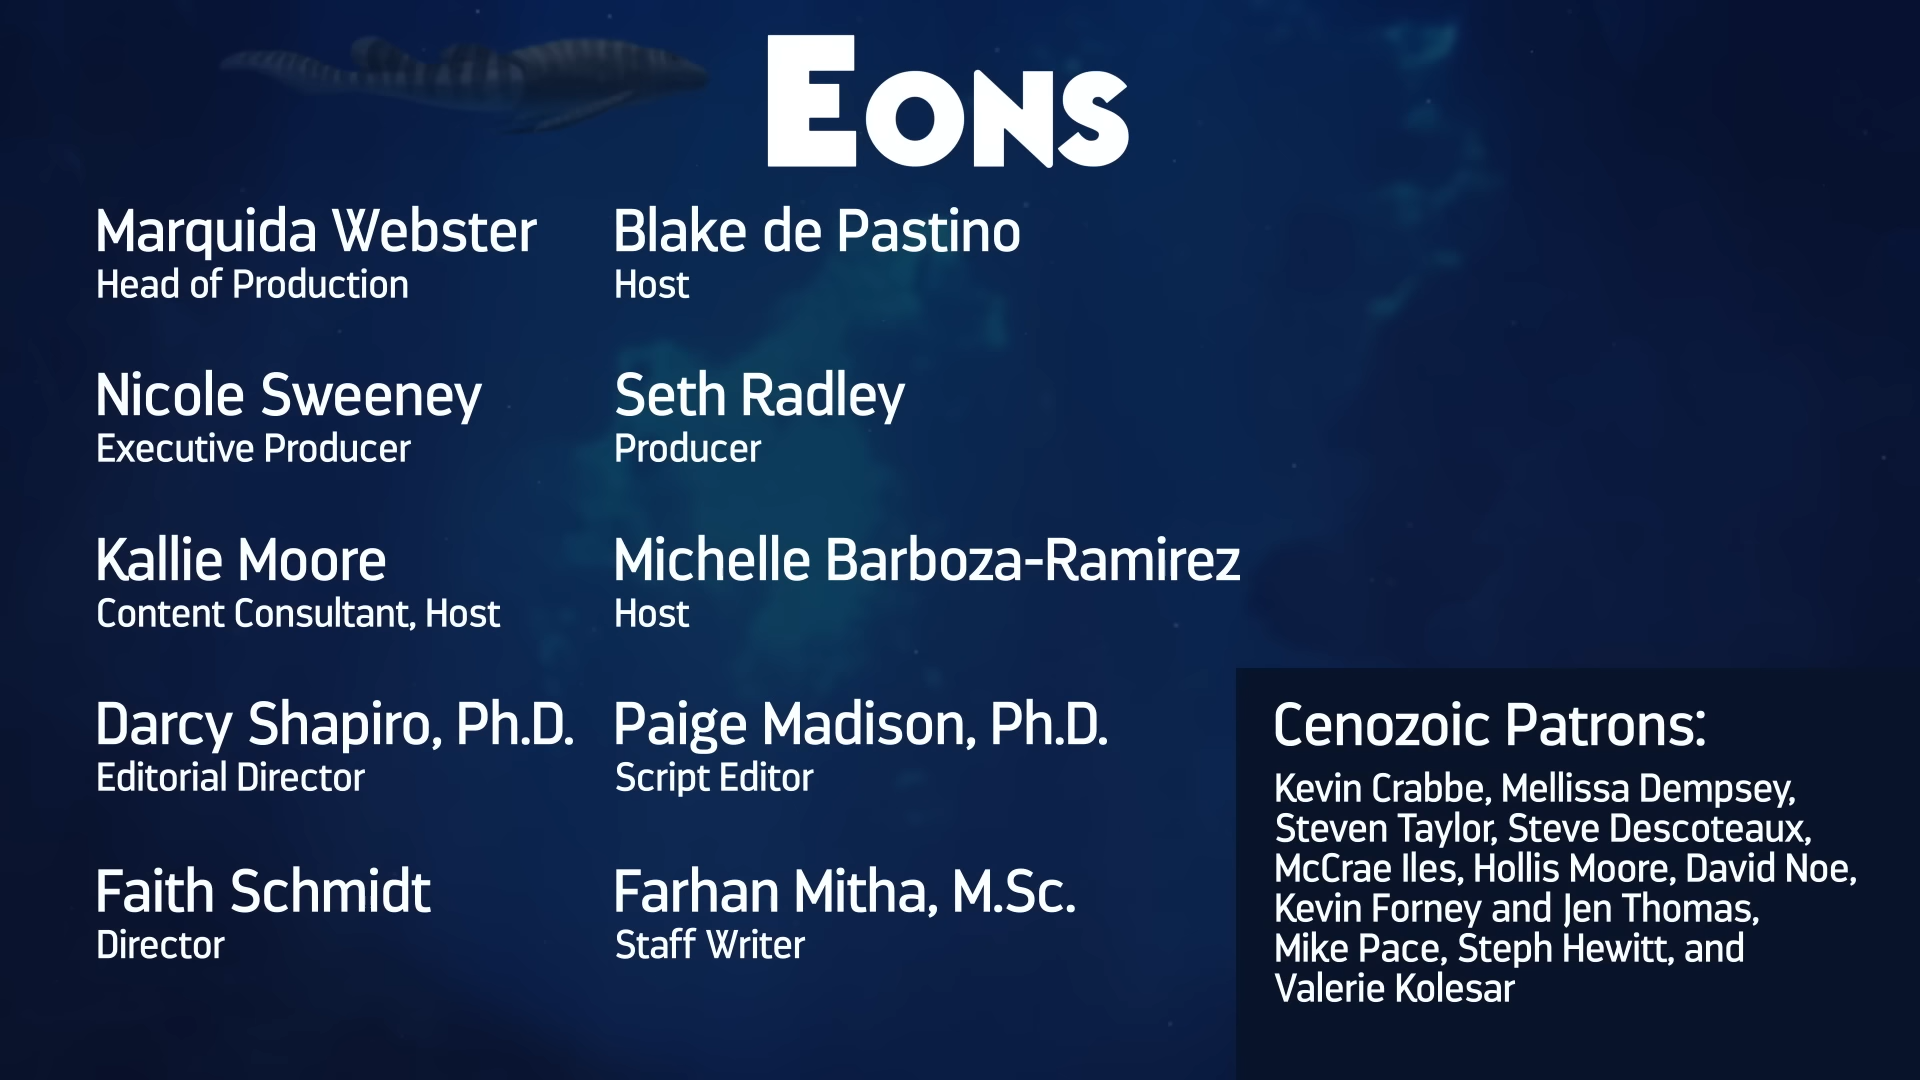 EONS
Marquida Webster
Head of Production
Nicole Sweeney
Executive Producer
Kallie Moore
Content Consultant, Host
Darcy Shapiro, Ph.D.
Editorial Director
Faith Schmidt
Director
Blake de Pastino
Host
Seth Radley
Producer
Michelle Barboza-Ramirez
Host
Paige Madison, Ph.D.
Script Editor
Farhan Mitha, M.Sc.
Staff Writer
Cenozoic Patrons:
Kevin Crabbe, Mellissa Dempsey,
Steven Taylor, Steve Descoteaux,
McCrae Iles, Hollis Moore, David Noe,
Kevin Forney and Jen Thomas,
Mike Pace, Steph Hewitt, and
Valerie Kolesar